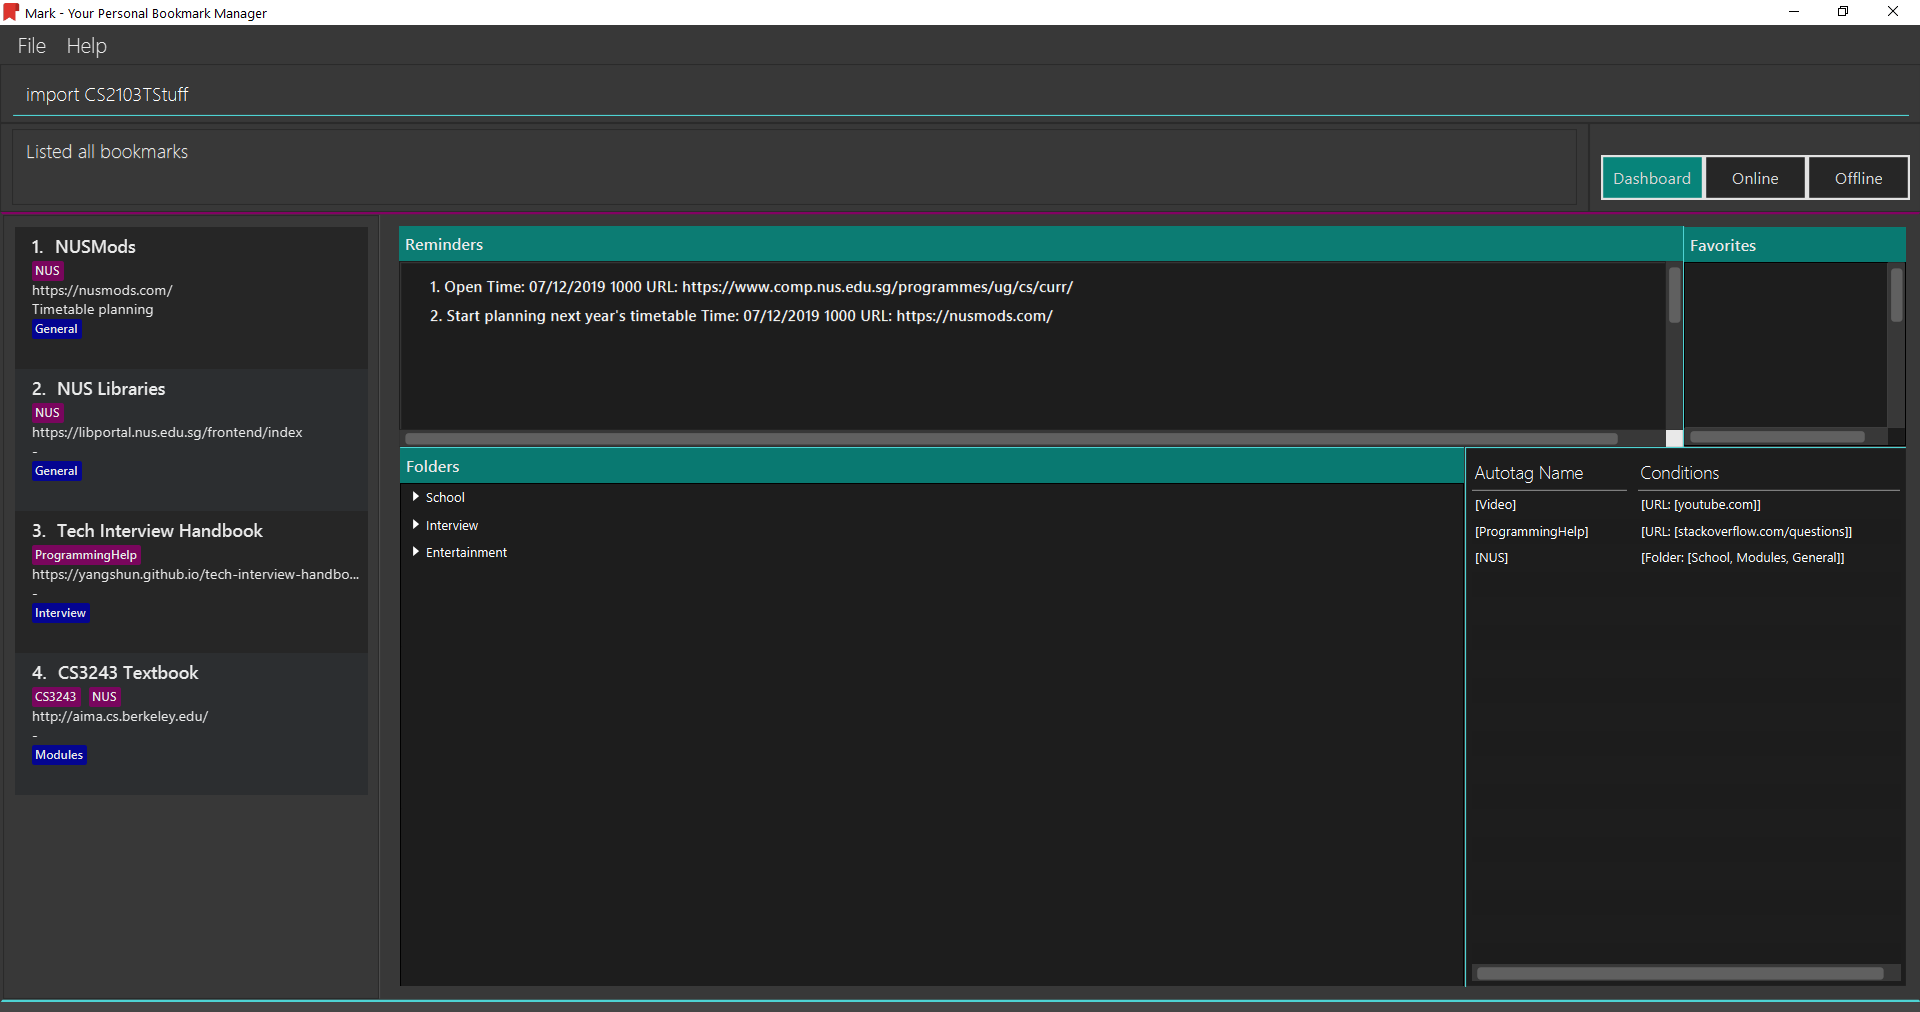 Mark - Your Personal Bookmark Manager
File Help
import CS2103TStuff
Listed all bookmarks
Dashboard Online Offline
1. NUSMods
NUS
https://nusmods.com/
Timetable planning
General
2. NUS Libraries
NUS
https://libportal.nus.edu.sg/frontend/index
-
General
3. Tech Interview Handbook
ProgrammingHelp
https://yangshun.github.io/tech-interview-handbo...
-
Interview
4. CS3243 Textbook
CS3243 NUS
http://aima.cs.berkeley.edu/
-
Modules
Reminders
1. Open Time: 07/12/2019 1000 URL: https://www.comp.nus.edu.sg/programmes/ug/cs/curr/
2. Start planning next year's timetable Time: 07/12/2019 1000 URL: https://nusmods.com/
Favorites
Folders
School
Interview
Entertainment
Autotag Name Conditions
[Video] [URL: [youtube.com]]
[ProgrammingHelp] [URL: [stackoverflow.com/questions]]
[NUS] [Folder: [School, Modules, General]]